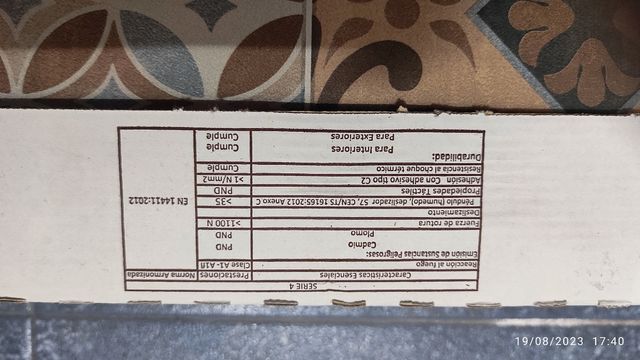 SERIE 4
Características Esenciales Prestaciones Norma Armonizada
Reacción al fuego Clase A1- A1fl EN 14411:2012
Emisión de Sustancias Peligrosas:
Cadmio PND
Plomo PND
Fuerza de rotura >1100 N
Deslizamiento
Péndulo (humedo), deslizador 57, CEN/TS 16165:2012 Anexo C >35
Propiedades Táctiles PND
Adhesión Con adhesivo tipo C2 >1 N/mm2
Resistencia al choque térmico Cumple
Durabilidad:
Para Interiores Cumple
Para Exteriores Cumple
19/08/2023 17:40